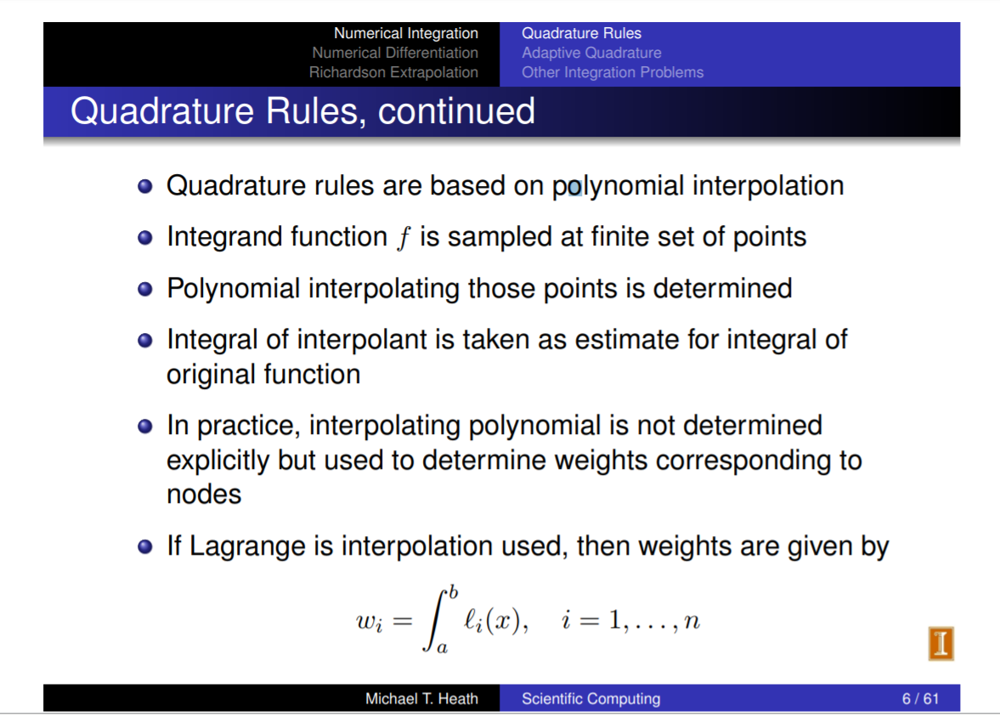 Numerical Integration
Numerical Differentiation
Richardson Extrapolation
Quadrature Rules
Adaptive Quadrature
Other Integration Problems
Quadrature Rules, continued
Quadrature rules are based on polynomial interpolation
Integrand function f is sampled at finite set of points
Polynomial interpolating those points is determined
Integral of interpolant is taken as estimate for integral of
original function
In practice, interpolating polynomial is not determined
explicitly but used to determine weights corresponding to
nodes
If Lagrange is interpolation used, then weights are given by
w_i = ∫_a^b ℓ_i(x), i = 1, . . . , n
I
Michael T. Heath
Scientific Computing
6 / 61